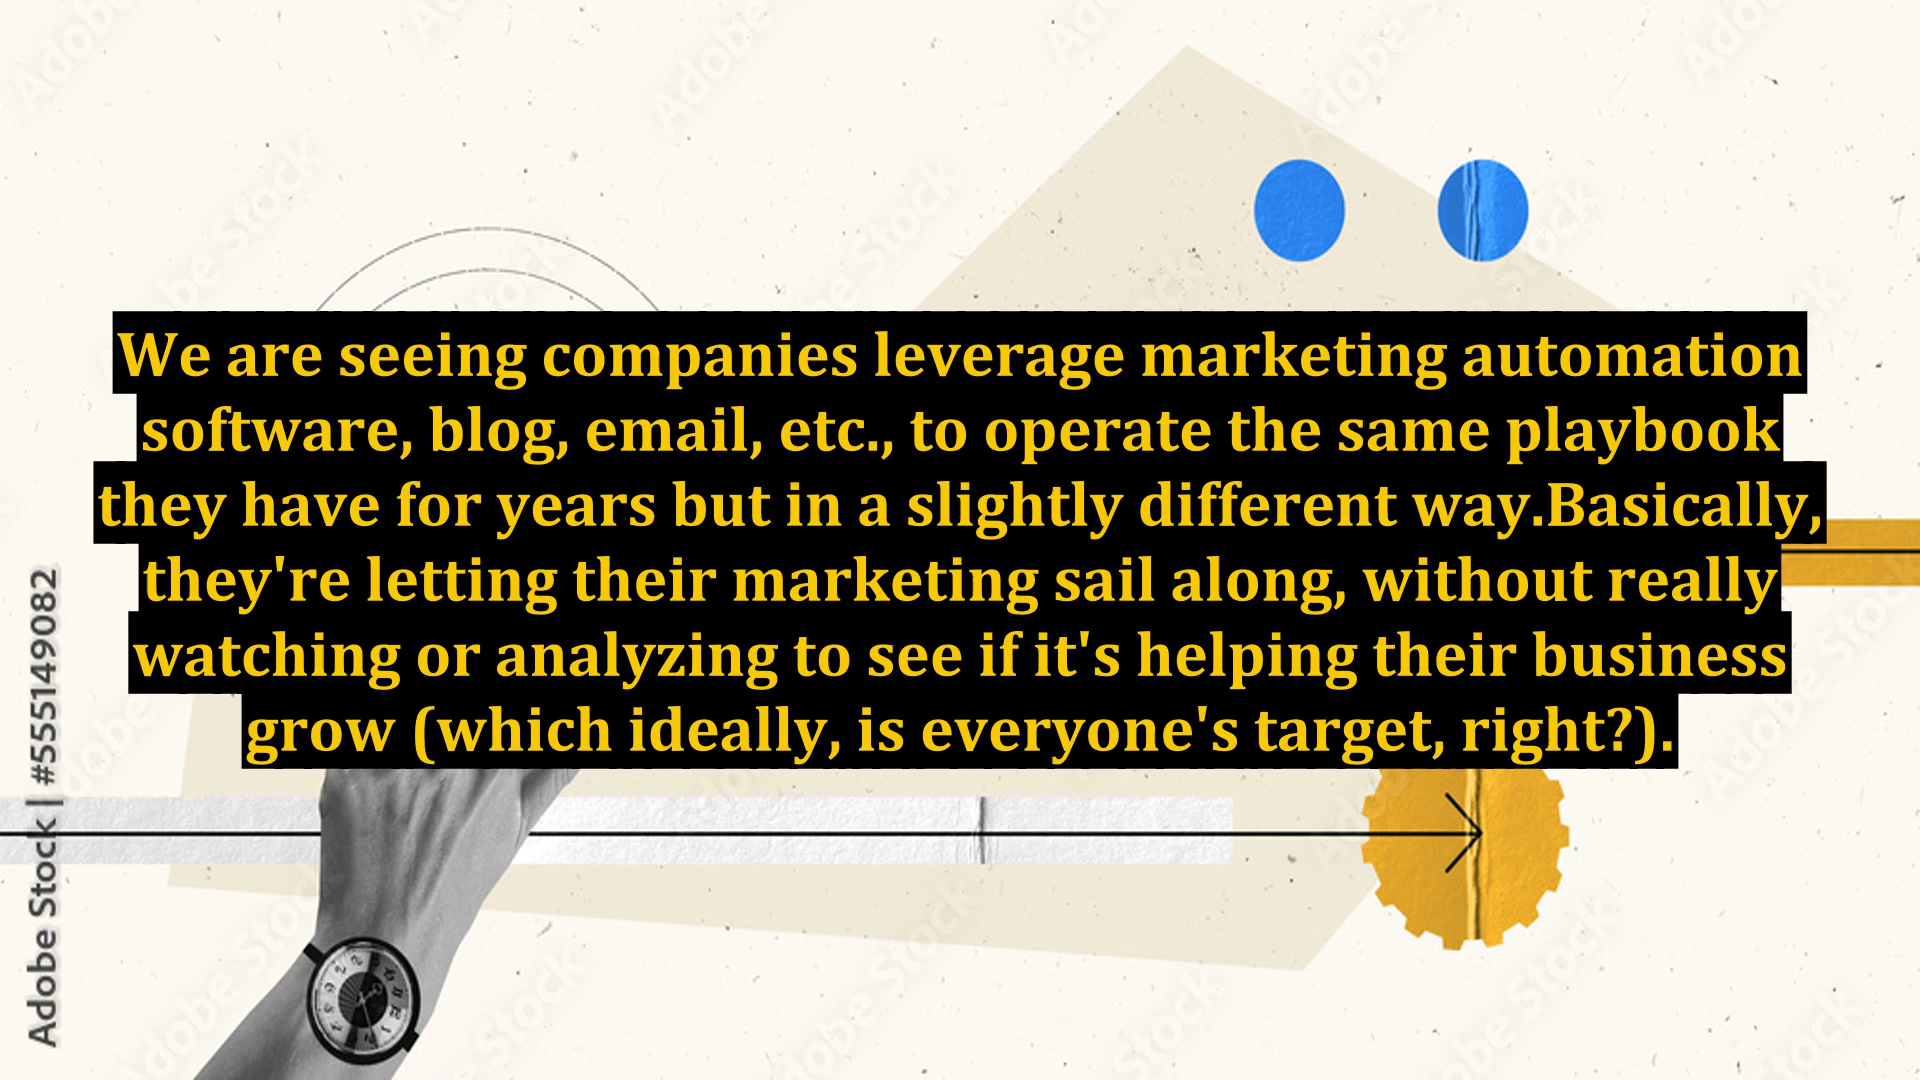 We are seeing companies leverage marketing automation
software, blog, email, etc., to operate the same playbook
they have for years but in a slightly different way.Basically,
they're letting their marketing sail along, without really
watching or analyzing to see if it's helping their business
grow (which ideally, is everyone's target, right?).
Adobe Stock | #555149082
Adobe Stock